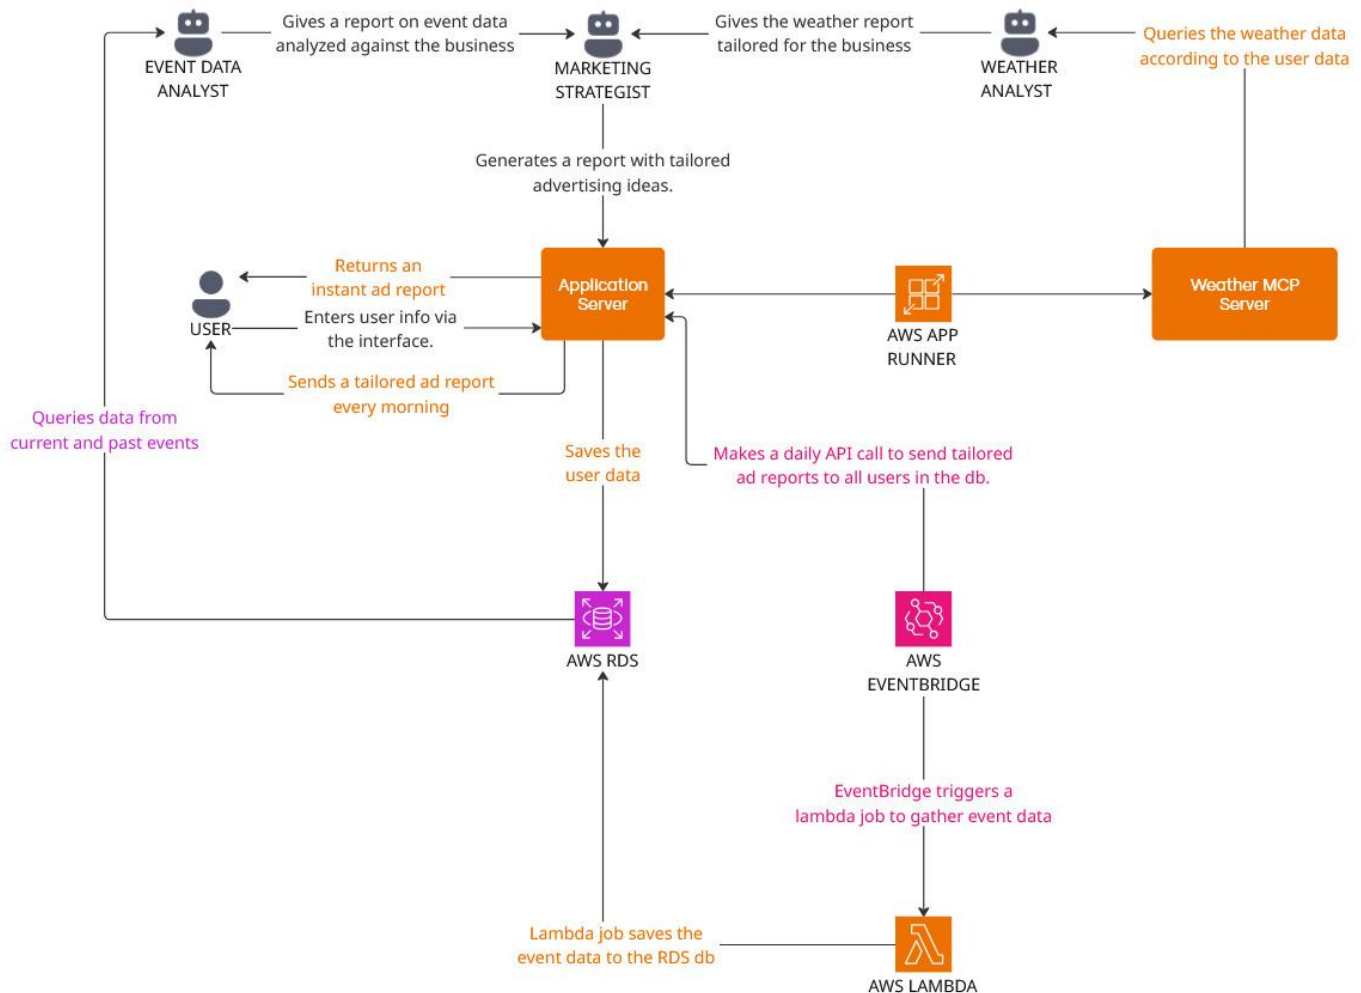 Gives a report on event data
analyzed against the business
Gives the weather report
tailored for the business
Queries the weather data
according to the user data
EVENT DATA
ANALYST
MARKETING
STRATEGIST
WEATHER
ANALYST
Generates a report with tailored
advertising ideas.
Returns an
instant ad report
Application
Server
Weather MCP
Server
USER
Enters user info via
the interface.
AWS APP
RUNNER
Sends a tailored ad report
every morning
Queries data from
current and past events
Saves the
user data
Makes a daily API call to send tailored
ad reports to all users in the db.
AWS RDS
AWS
EVENTBRIDGE
EventBridge triggers a
lambda job to gather event data
Lambda job saves the
event data to the RDS db
AWS LAMBDA